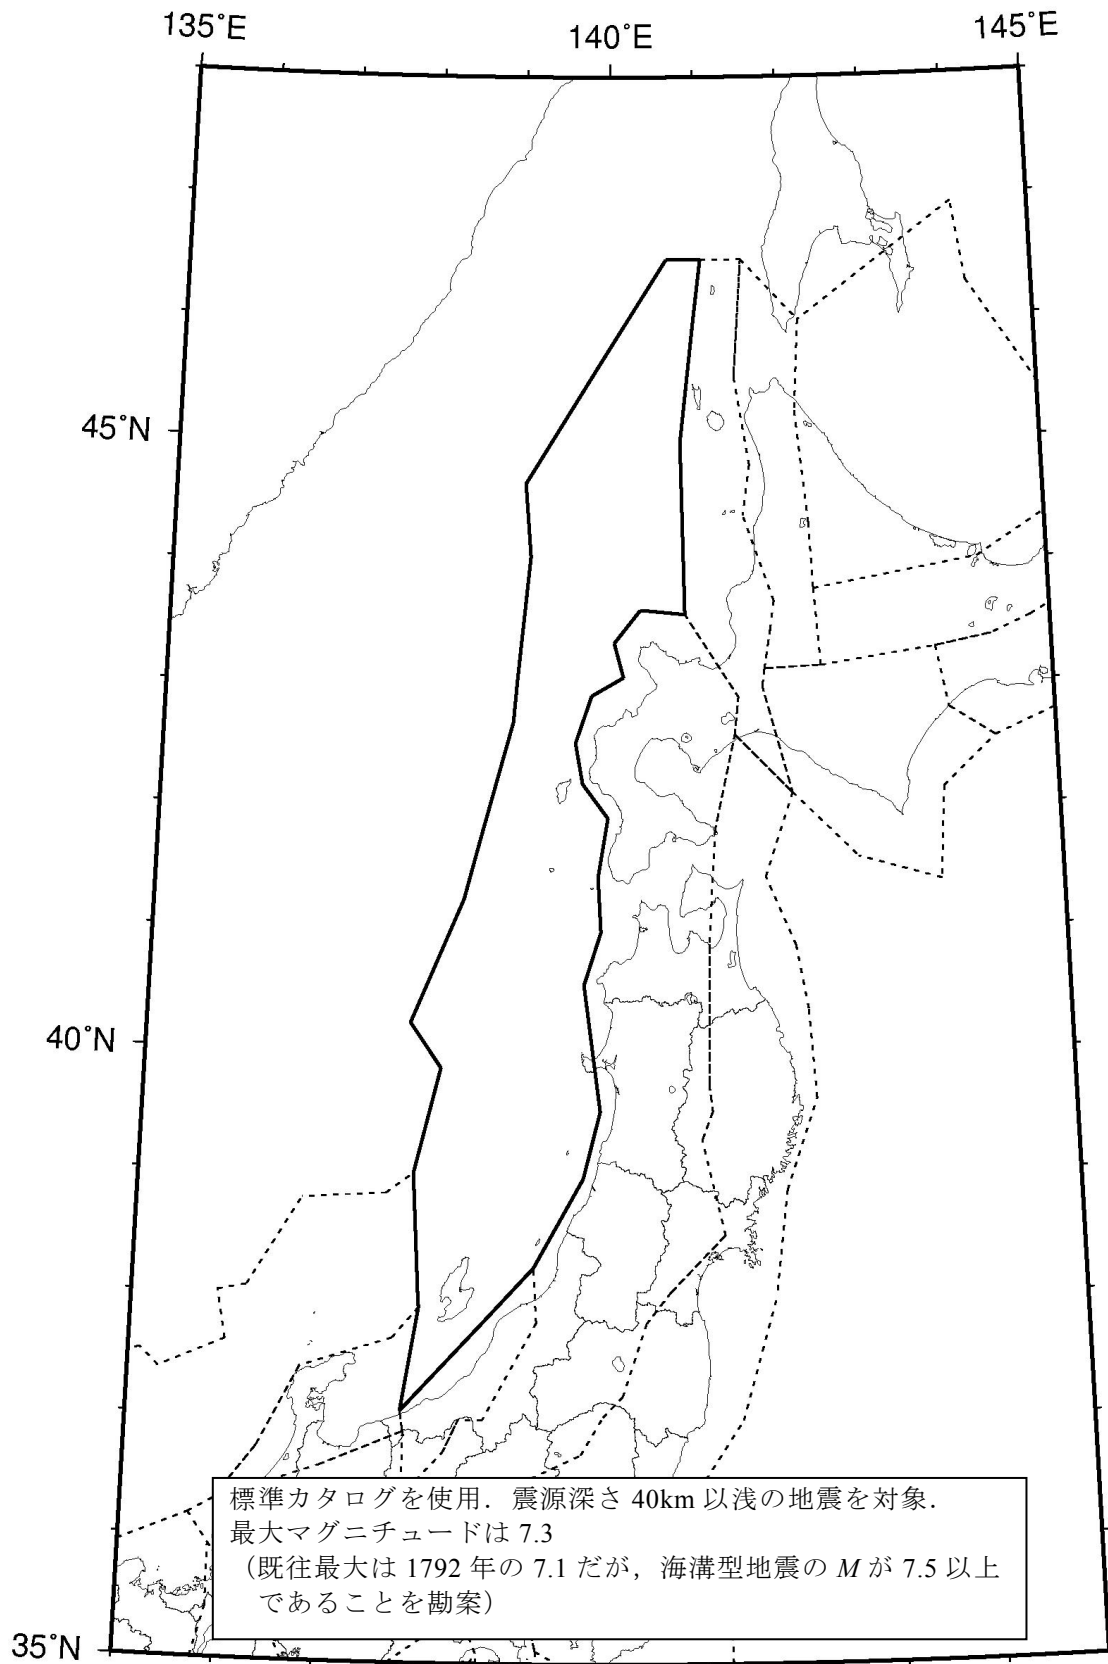 135°E
140°E
145°E
45°N
40°N
35°N
標準カタログを使用．震源深さ 40km 以浅の地震を対象．
最大マグニチュードは 7.3
（既往最大は 1792 年の 7.1 だが，海溝型地震の M が 7.5 以上
であることを勘案）